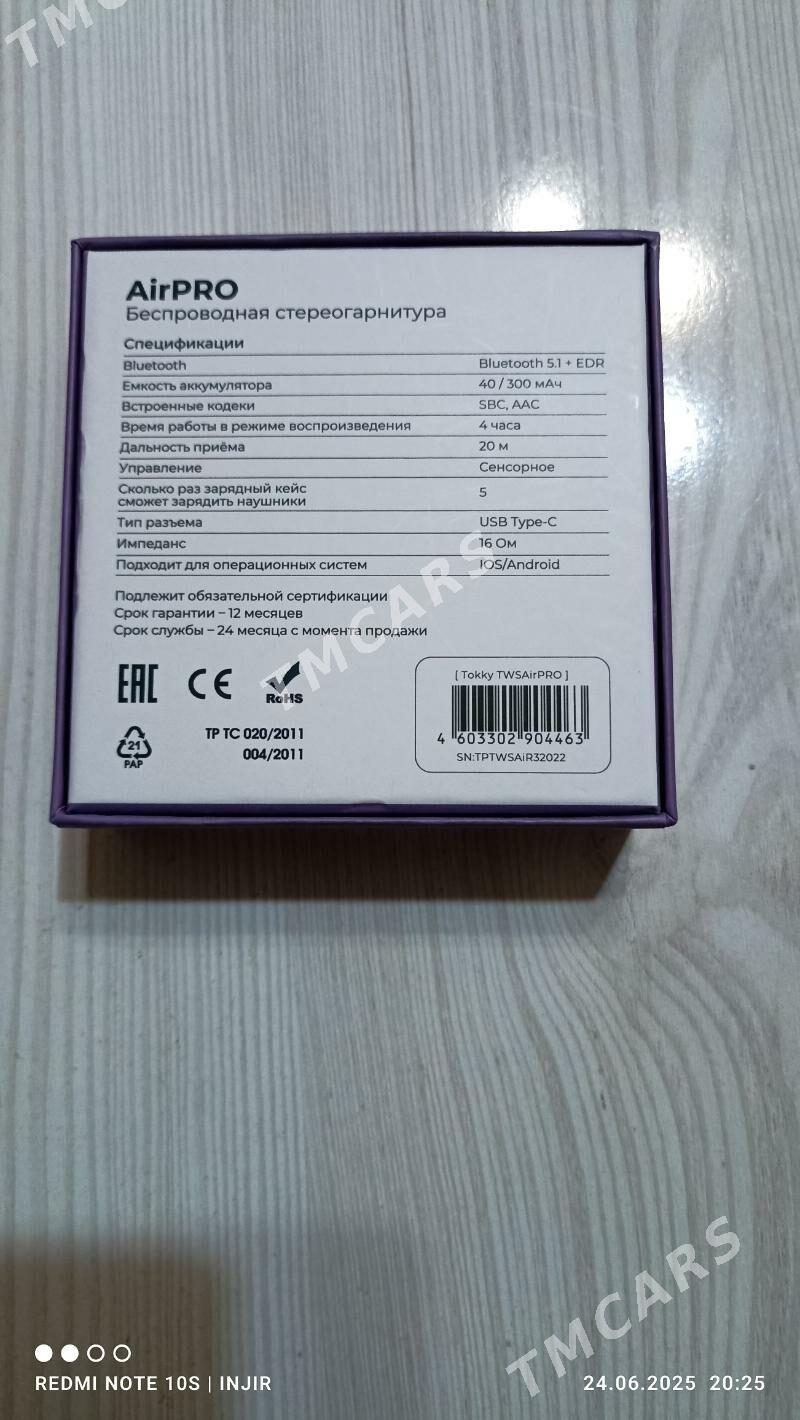 TMCARS
AirPRO
Беспроводная стереогарнитура
Спецификации
Bluetooth Bluetooth 5.1 + EDR
Емкость аккумулятора 40 / 300 мАч
Встроенные кодеки SBC, AAC
Время работы в режиме воспроизведения 4 часа
Дальность приёма 20 м
Управление Сенсорное
Сколько раз зарядный кейс
сможет зарядить наушники 5
Тип разъема USB Type-C
Импеданс 16 Ом
Подходит для операционных систем IOS/Android
Подлежит обязательной сертификации
Срок гарантии – 12 месяцев
Срок службы – 24 месяца с момента продажи
TMCARS
EAC CE RoHS
[ Tokky TWSAirPRO ]
4 603302 904463
SN:TPTWSAiR32022
21
PAP
ТР ТС 020/2011
004/2011
TMCARS
REDMI NOTE 10S | INJIR
24.06.2025 20:25